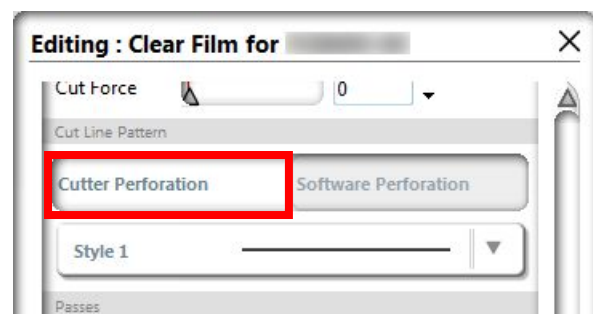 Editing : Clear Film for
Cut Force 0
Cut Line Pattern
Cutter Perforation Software Perforation
Style 1
Passes